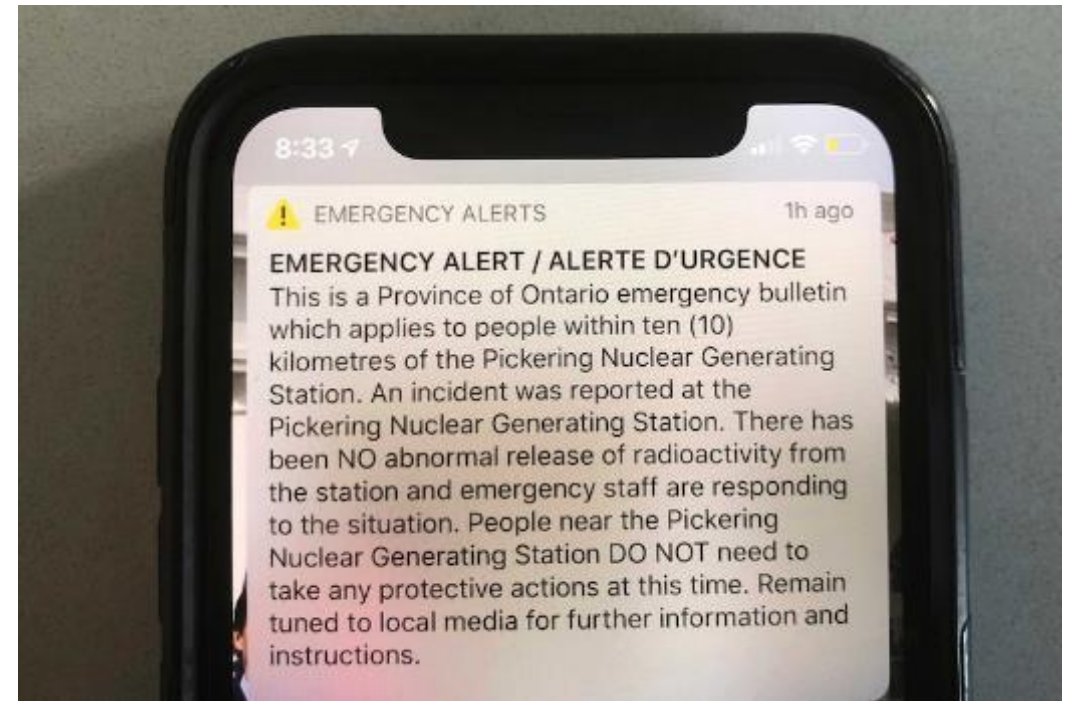 8:33
EMERGENCY ALERTS 1h ago
EMERGENCY ALERT / ALERTE D'URGENCE
This is a Province of Ontario emergency bulletin
which applies to people within ten (10)
kilometres of the Pickering Nuclear Generating
Station. An incident was reported at the
Pickering Nuclear Generating Station. There has
been NO abnormal release of radioactivity from
the station and emergency staff are responding
to the situation. People near the Pickering
Nuclear Generating Station DO NOT need to
take any protective actions at this time. Remain
tuned to local media for further information and
instructions.